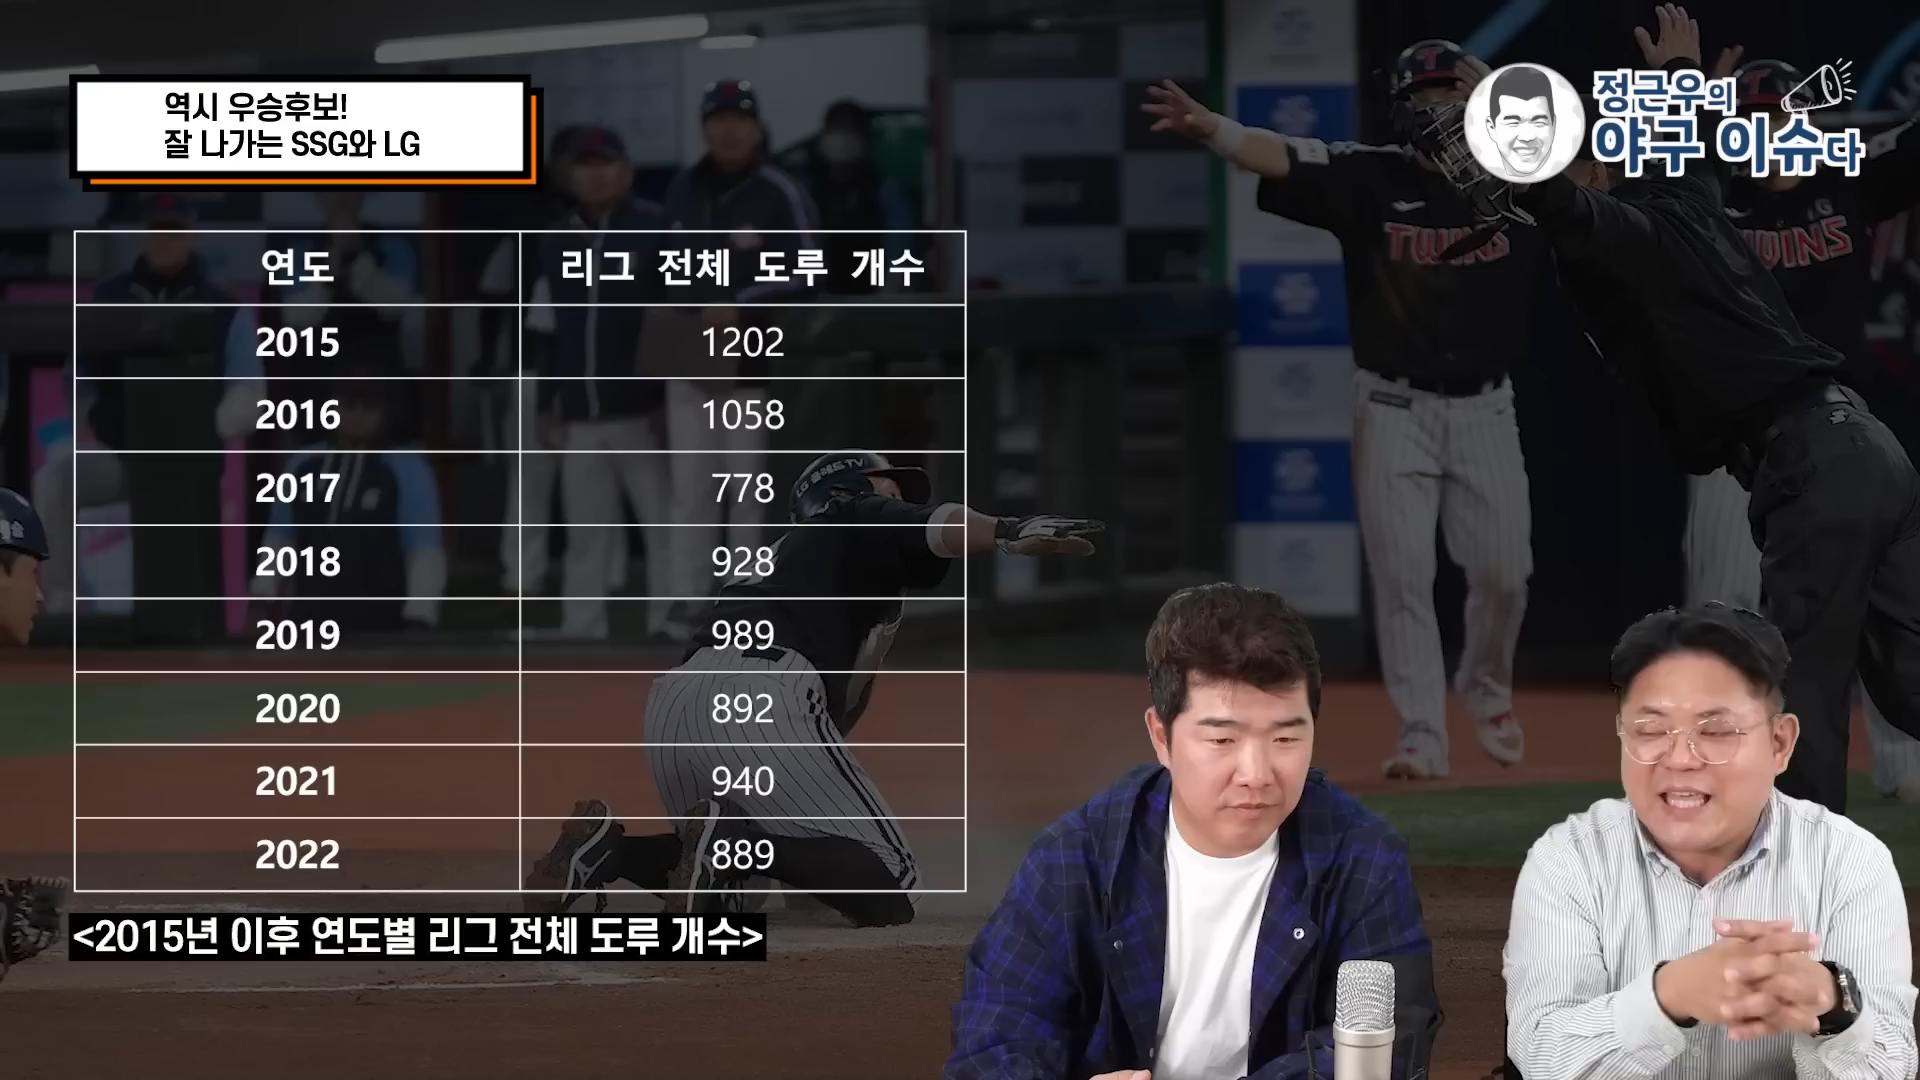 역시 우승후보!
잘 나가는 SSG와 LG
정근우의
야구 이슈다
TWINS
TWINS
연도 리그 전체 도루 개수
2015 1202
2016 1058
2017 778
2018 928
2019 989
2020 892
2021 940
2022 889
<2015년 이후 연도별 리그 전체 도루 개수>